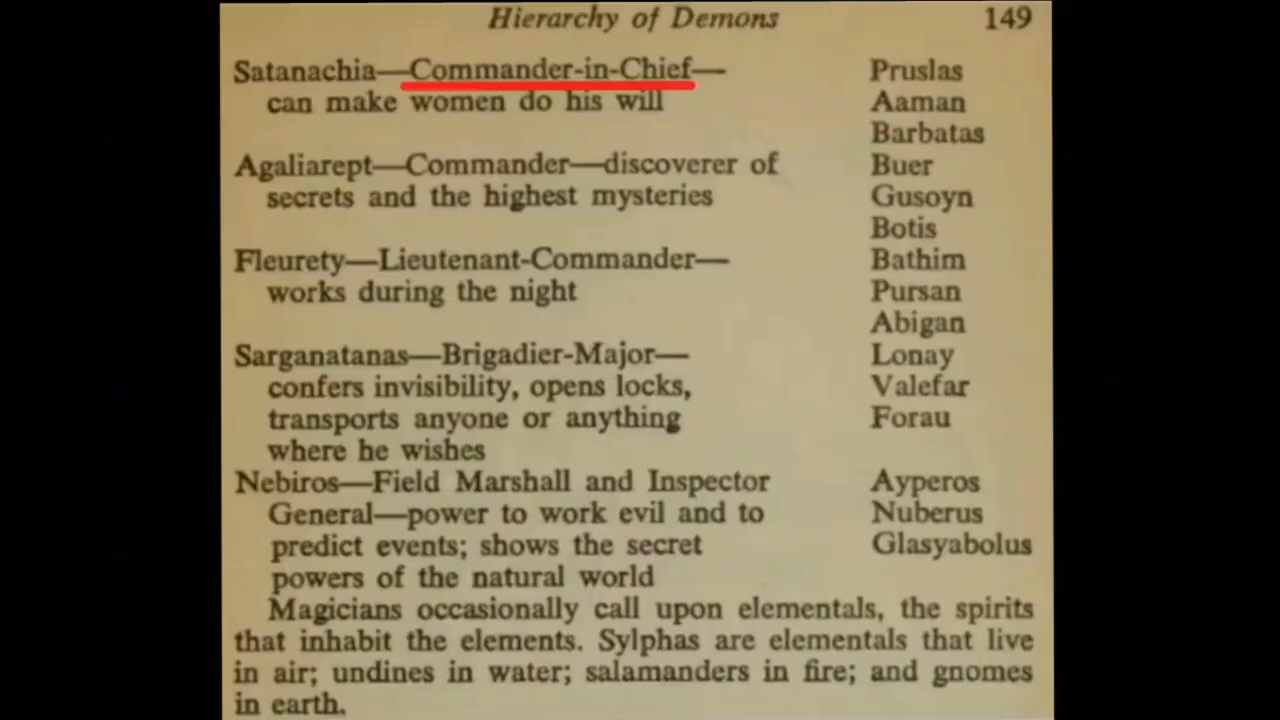 Hierarchy of Demons 149
Satanachia—Commander-in-Chief— Pruslas
can make women do his will Aaman
Barbatas
Agaliarept—Commander—discoverer of Buer
secrets and the highest mysteries Gusoyn
Botis
Fleurety—Lieutenant-Commander— Bathim
works during the night Pursan
Abigan
Sarganatanas—Brigadier-Major— Lonay
confers invisibility, opens locks, Valefar
transports anyone or anything Forau
where he wishes
Nebiros—Field Marshall and Inspector Ayperos
General—power to work evil and to Nuberus
predict events; shows the secret Glasyabolus
powers of the natural world
Magicians occasionally call upon elementals, the spirits
that inhabit the elements. Sylphas are elementals that live
in air; undines in water; salamanders in fire; and gnomes
in earth.